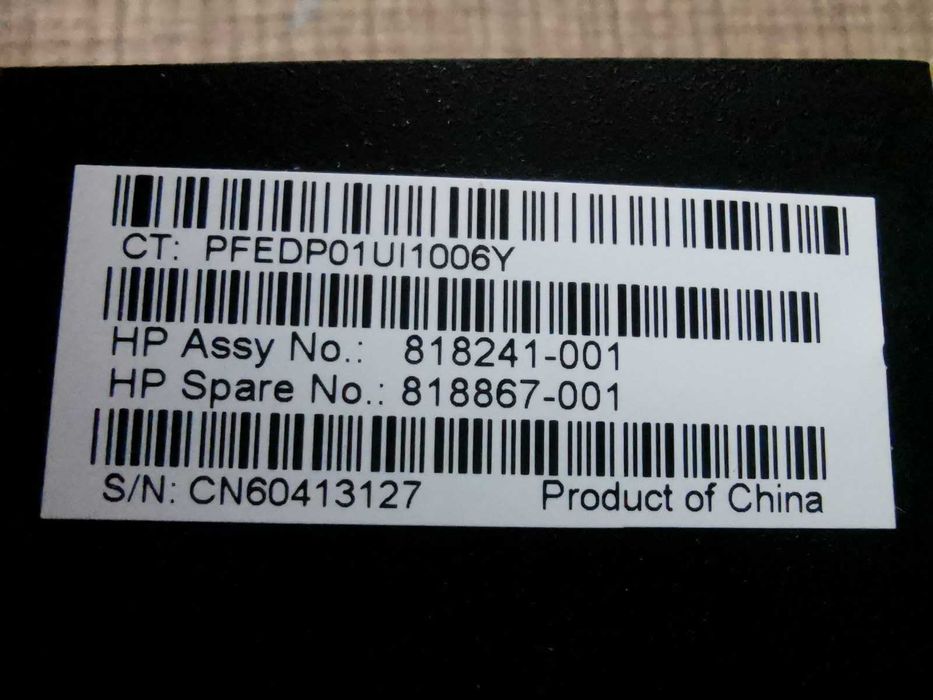 CT: PFEDP01UI1006Y
HP Assy No.: 818241-001
HP Spare No.: 818867-001
S/N: CN60413127 Product of China